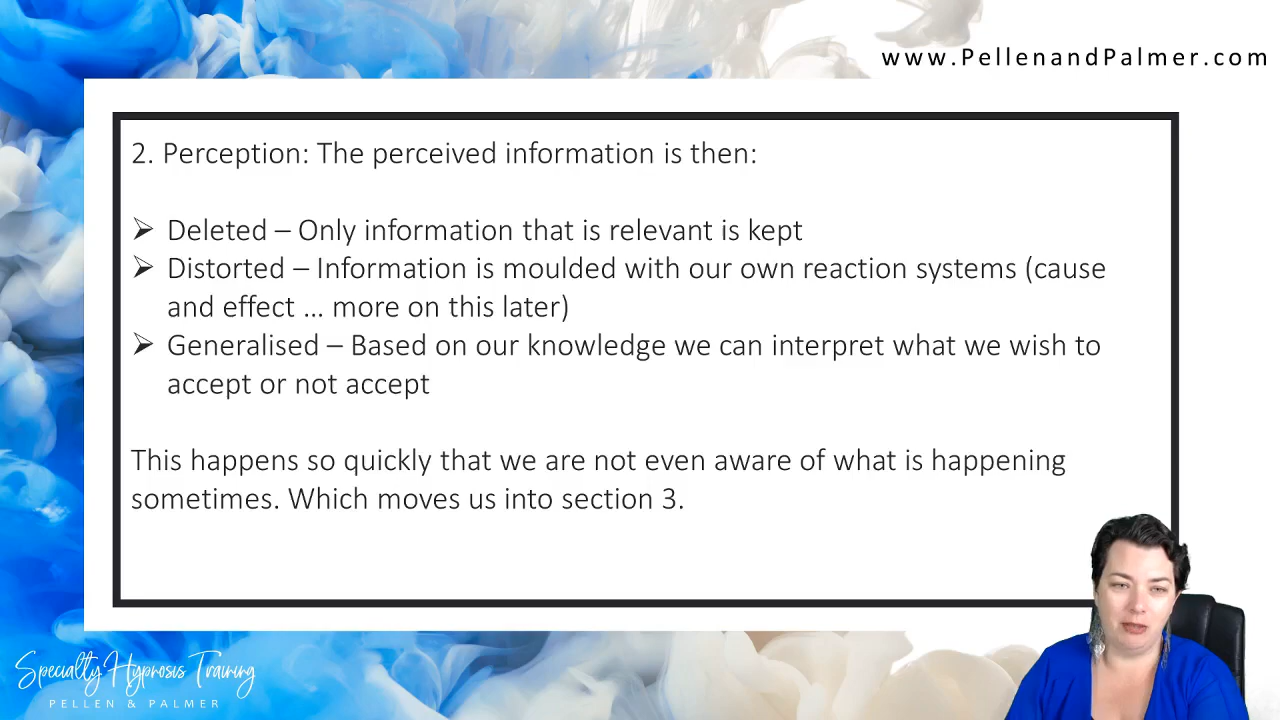 www.PellenandPalmer.com
2. Perception: The perceived information is then:
➢ Deleted – Only information that is relevant is kept
➢ Distorted – Information is moulded with our own reaction systems (cause
and effect … more on this later)
➢ Generalised – Based on our knowledge we can interpret what we wish to
accept or not accept
This happens so quickly that we are not even aware of what is happening
sometimes. Which moves us into section 3.
Specialty Hypnosis Training
PELLEN & PALMER